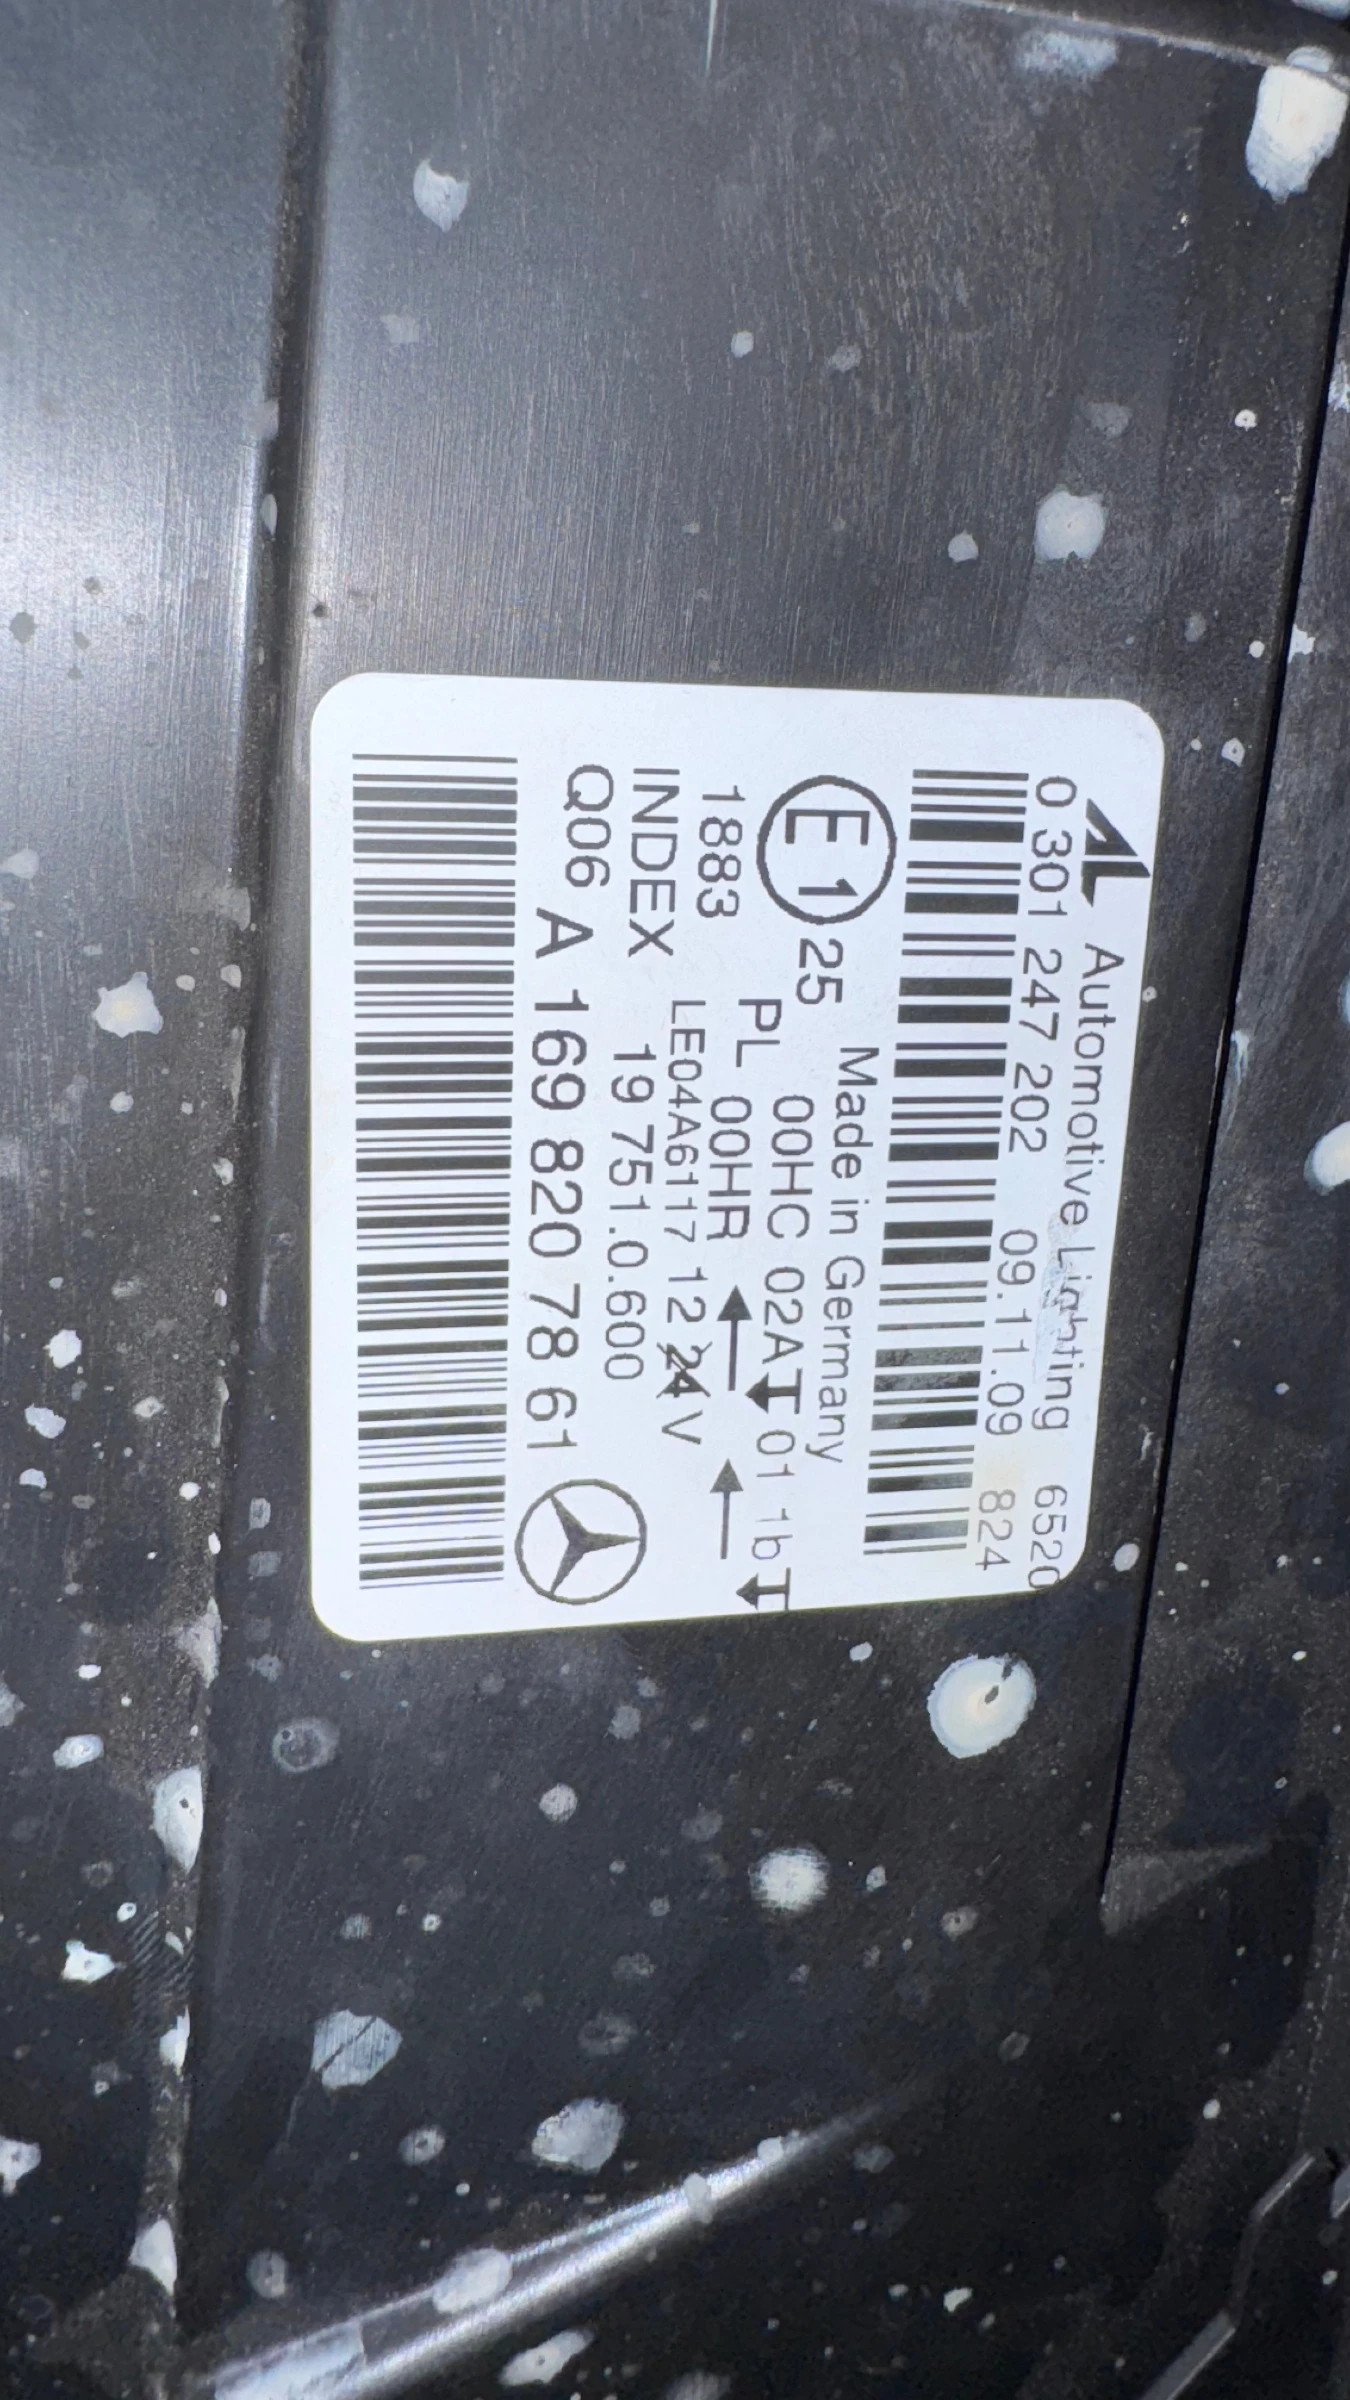 AL Automotive Lighting 6520
0 301 247 202 09.11.09 824
Made in Germany
E1 25 00HC 02A 01 1b
PL 00HR
1883 LE04A6117 12 24 V
INDEX 19 751.0.600
Q06 A 169 820 78 61